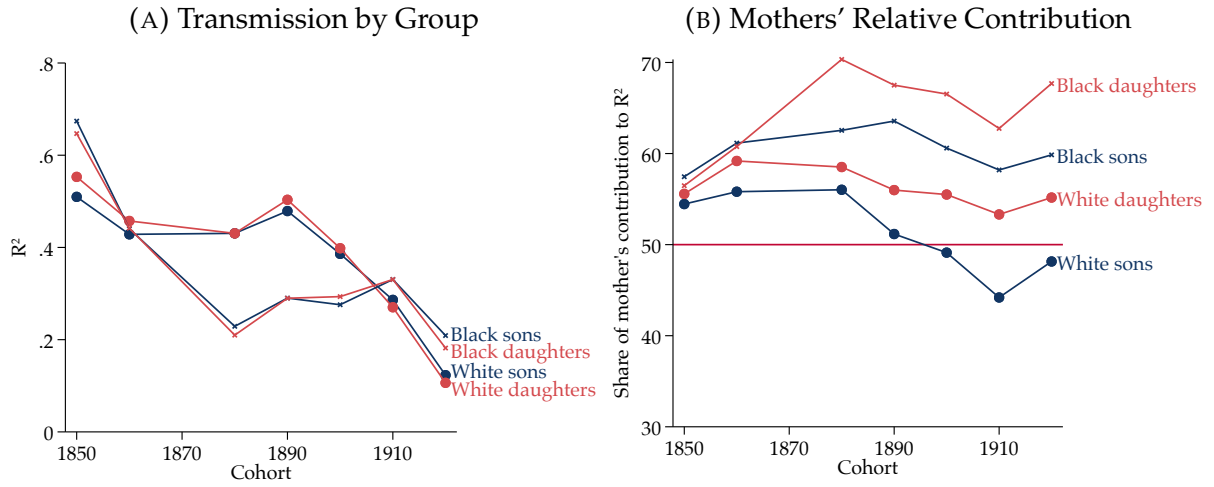 (A) Transmission by Group
.8
.6
.4
.2
0
R²
1850
1870
1890
1910
Cohort
Black sons
Black daughters
White sons
White daughters
(B) Mothers' Relative Contribution
70
60
50
40
30
Share of mother's contribution to R²
1850
1870
1890
1910
Cohort
Black daughters
Black sons
White daughters
White sons